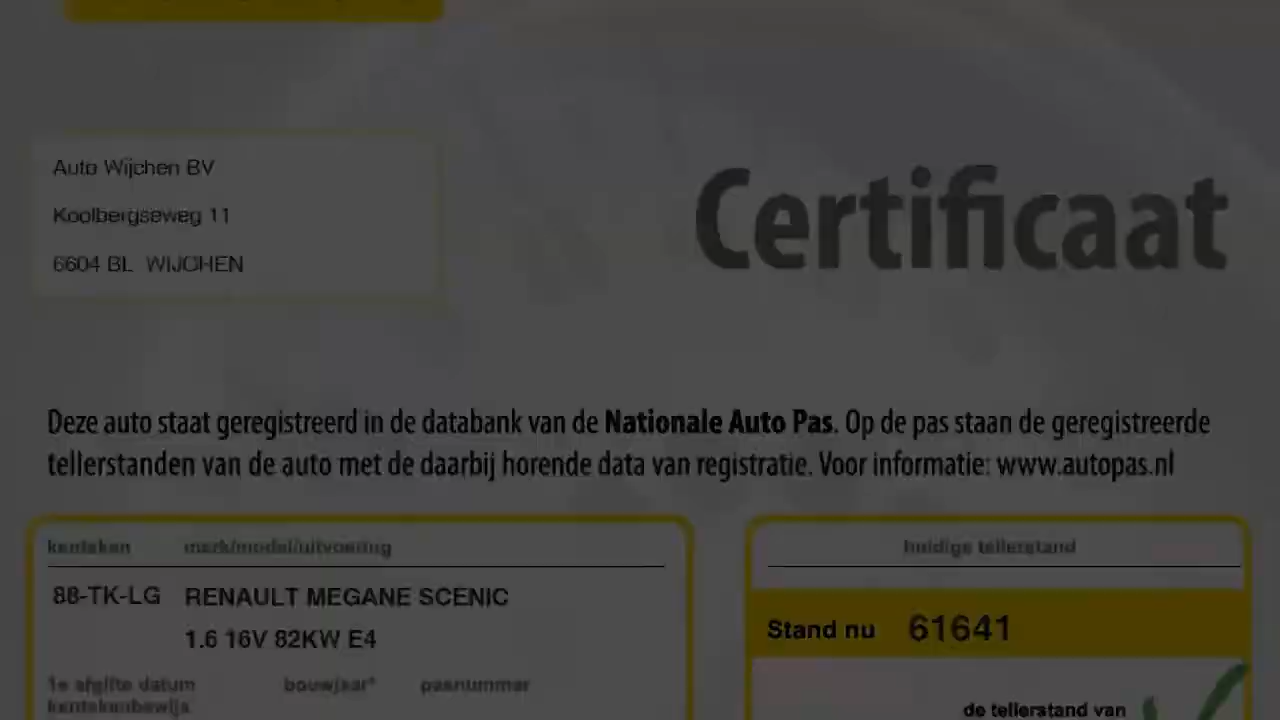 Auto Wijchen BV
Koolbergseweg 11
6604 BL WIJCHEN
Certificaat
Deze auto staat geregistreerd in de databank van de Nationale Auto Pas. Op de pas staan de geregistreerde
tellerstanden van de auto met de daarbij horende data van registratie. Voor informatie: www.autopas.nl
kenteken merk/model/uitvoering
88-TK-LG RENAULT MEGANE SCENIC
1.6 16V 82KW E4
1e afgifte datum bouwjaar* pasnummer
kentekenbewijs
huidige tellerstand
Stand nu 61641
de tellerstand van